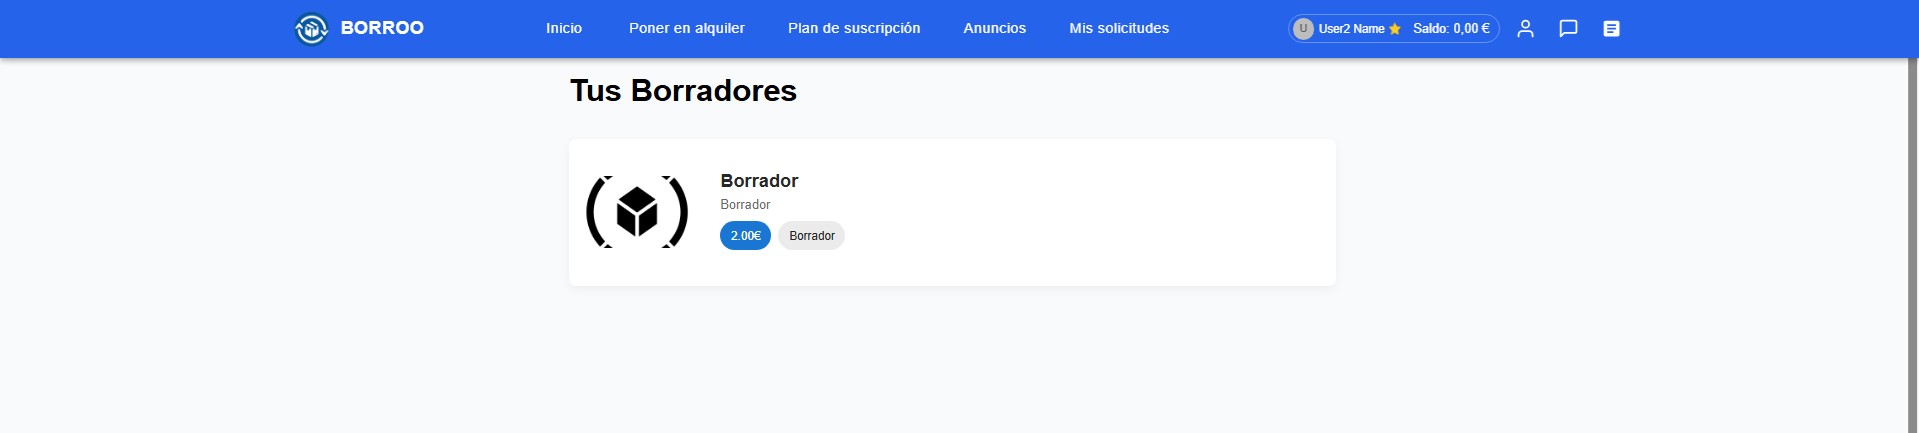 BORROO
Inicio
Poner en alquiler
Plan de suscripción
Anuncios
Mis solicitudes
U
User2 Name
Saldo: 0,00 €
Tus Borradores
Borrador
Borrador
2.00€
Borrador